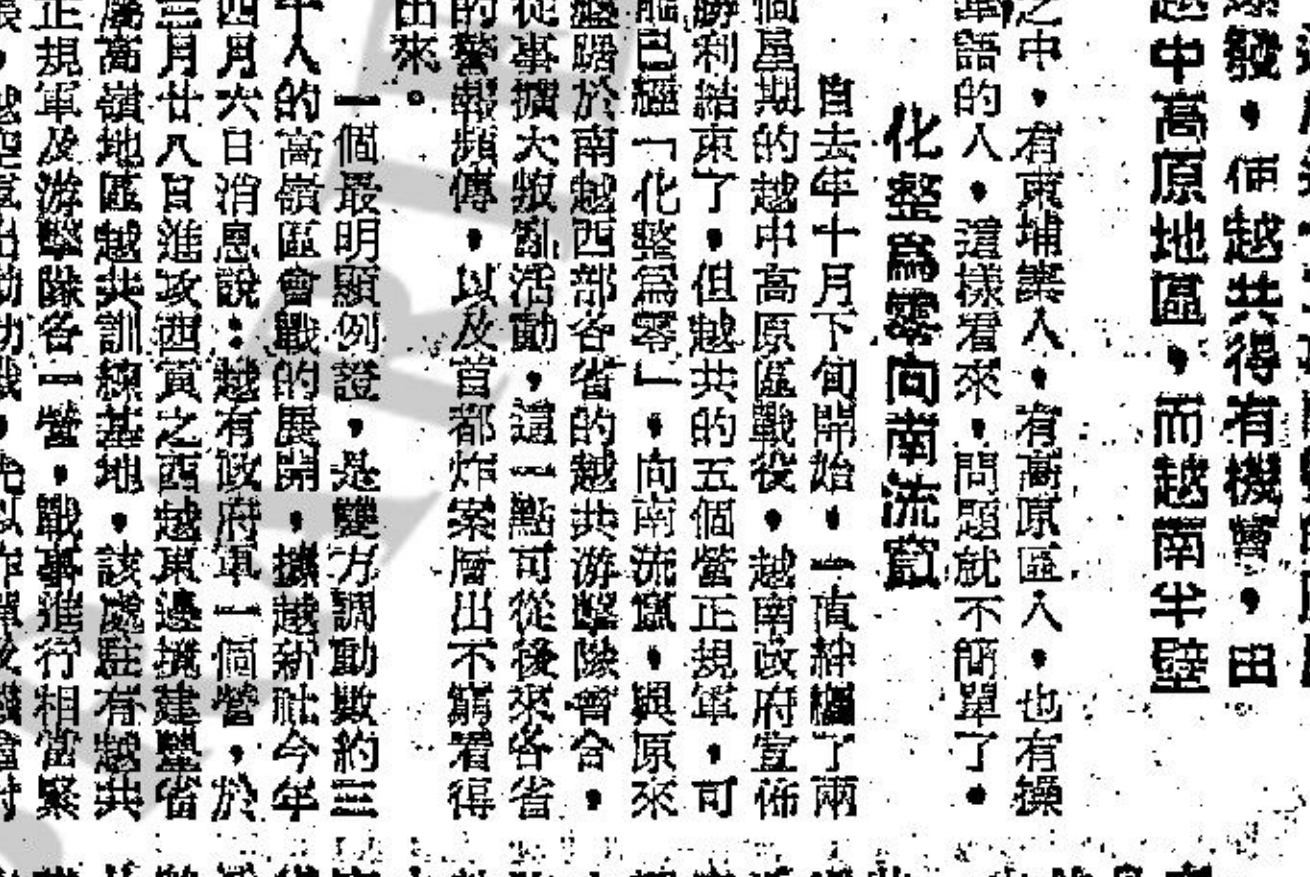 爆發,使越共得有機會,由
越中高原地區,而越南半壁
之中,有柬埔寨人,有高原區人,也有操
單語的人,這樣看來,問題就不簡單了。
化整爲零向南流竄
自去年十月下旬開始,一直紏纏了兩
個星期的越中高原區戰役,越南政府宣佈
勝利結束了,但越共的五個營正規軍,可
能已經「化整爲零」,向南流竄,與原來
盤踞於南越西部各省的越共游擊隊會合,
從事擴大叛亂活動,這一點可從後來各省
的警報頻傳,以及首都炸案層出不窮看得
出來。
一個最明顯例證,是雙方調動數約三
千人的高嶺區會戰的展開,據越新社今年
四月六日消息說:越有政府軍一個營,於
三月廿八日進攻西寅之西越柬邊境建豐省
屬高嶺地區越共訓練基地,該處駐有越共
正規軍及游擊隊各一營,戰事進行相當緊